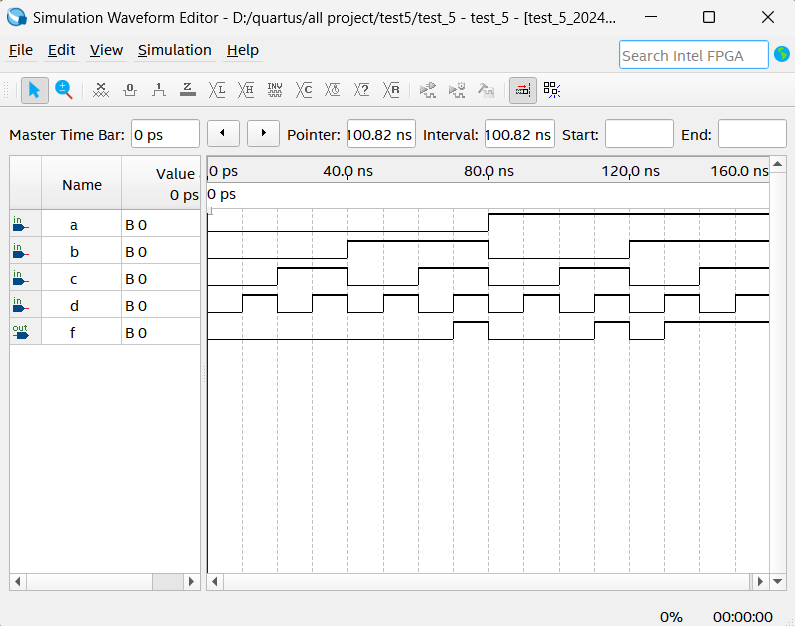 Simulation Waveform Editor - D:/quartus/all project/test5/test_5 - test_5 - [test_5_2024...
File Edit View Simulation Help
Search Intel FPGA
Master Time Bar: 0 ps Pointer: 100.82 ns Interval: 100.82 ns Start: End:
Name Value 0 ps
0 ps 40.0 ns 80.0 ns 120.0 ns 160.0 ns
0 ps
in a B 0
in b B 0
in c B 0
in d B 0
out f B 0
0% 00:00:00